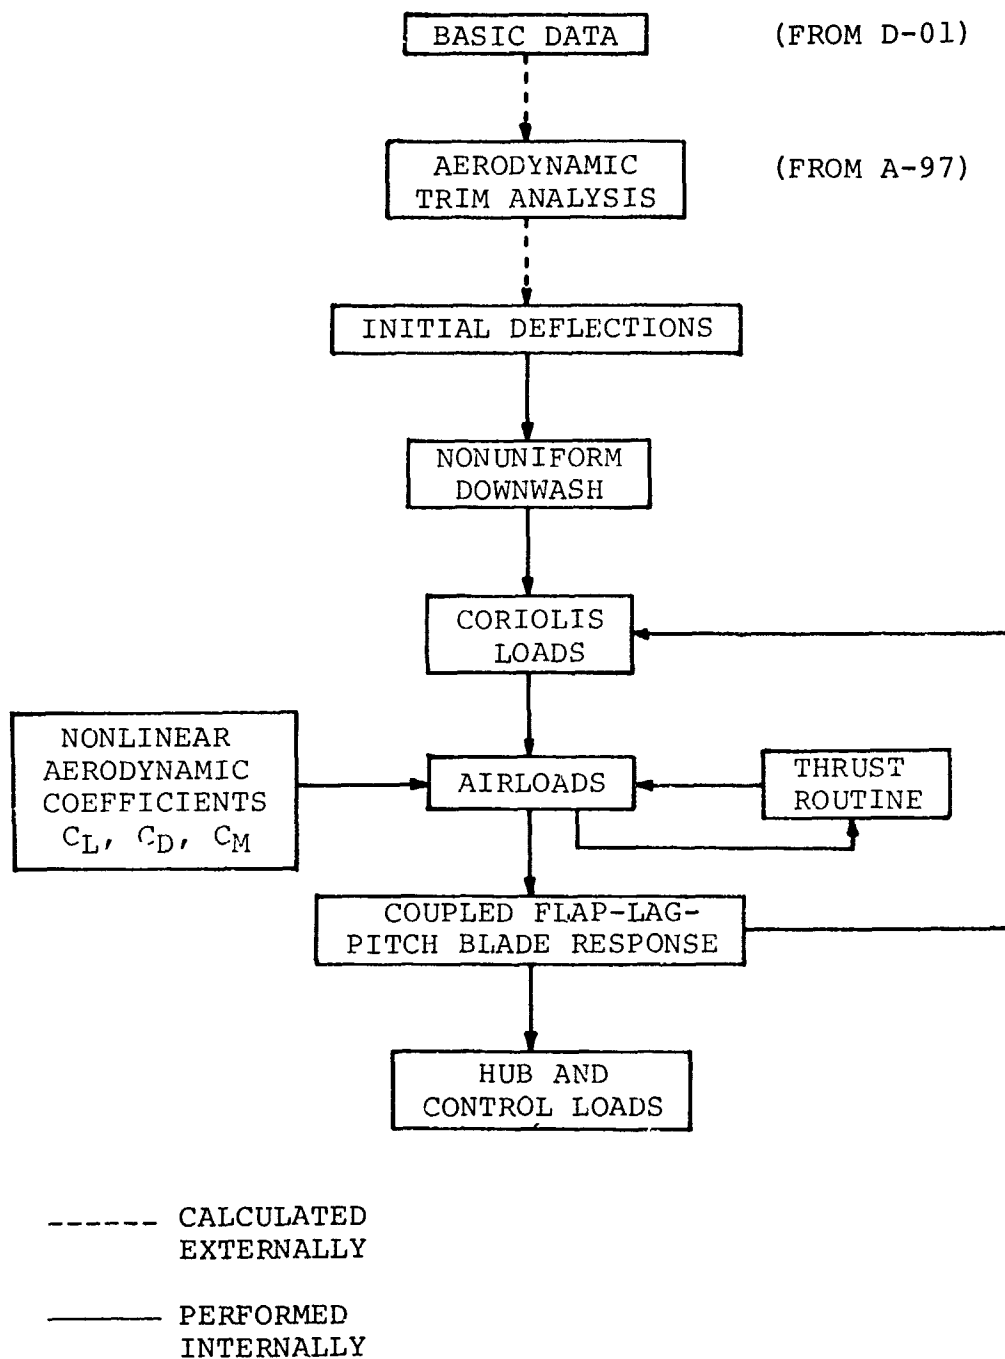 BASIC DATA (FROM D-01)
AERODYNAMIC
TRIM ANALYSIS
(FROM A-97)
INITIAL DEFLECTIONS
NONUNIFORM
DOWNWASH
CORIOLIS
LOADS
NONLINEAR
AERODYNAMIC
COEFFICIENTS
CL, CD, CM
AIRLOADS
THRUST
ROUTINE
COUPLED FLAP-LAG-
PITCH BLADE RESPONSE
HUB AND
CONTROL LOADS
CALCULATED
EXTERNALLY
PERFORMED
INTERNALLY